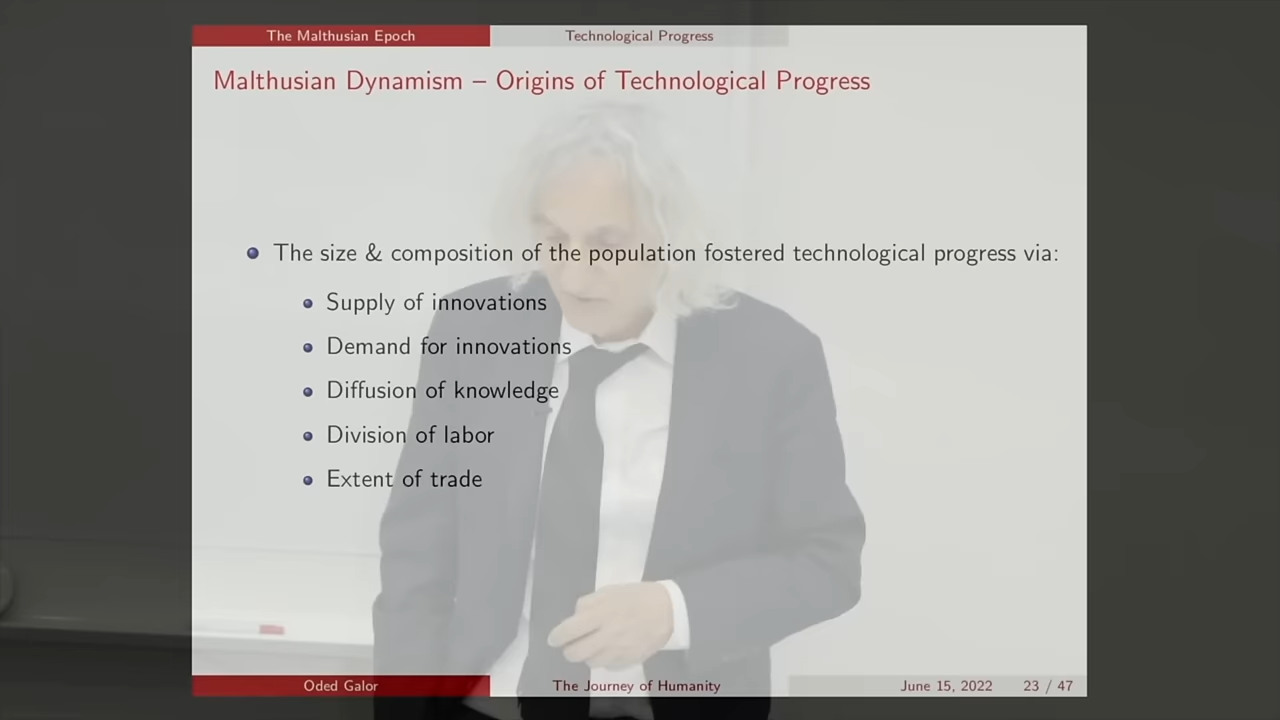 The Malthusian Epoch
Technological Progress
Malthusian Dynamism – Origins of Technological Progress
The size & composition of the population fostered technological progress via:
Supply of innovations
Demand for innovations
Diffusion of knowledge
Division of labor
Extent of trade
Oded Galor
The Journey of Humanity
June 15, 2022
23 / 47